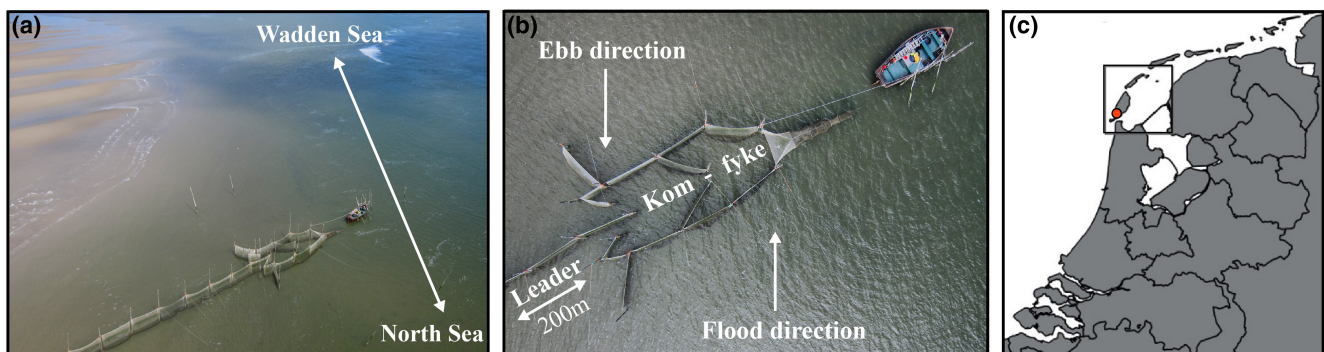 (a)
Wadden Sea
North Sea
(b)
Ebb direction
Kom - fyke
Leader
200m
Flood direction
(c)